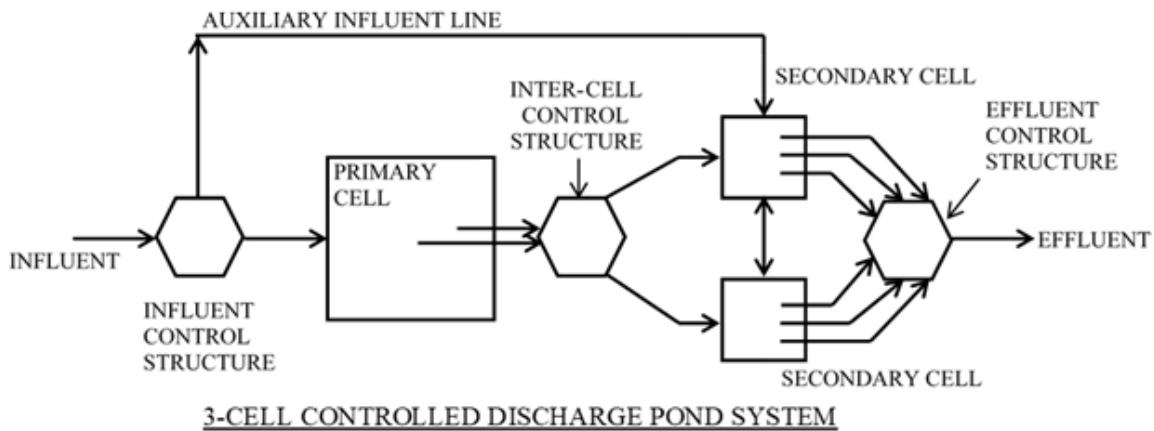 AUXILIARY INFLUENT LINE
SECONDARY CELL
INTER-CELL
CONTROL
STRUCTURE
EFFLUENT
CONTROL
STRUCTURE
PRIMARY
CELL
INFLUENT
EFFLUENT
INFLUENT
CONTROL
STRUCTURE
SECONDARY CELL
3-CELL CONTROLLED DISCHARGE POND SYSTEM